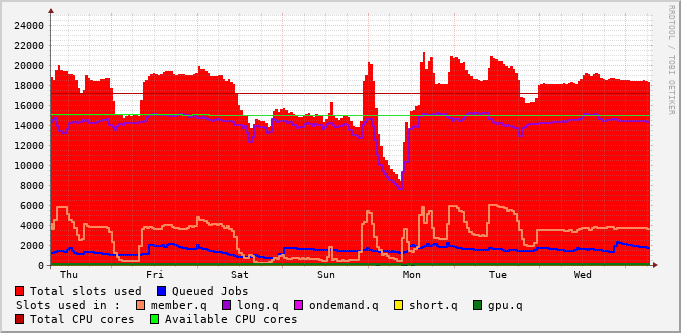 RRDTOOL / TOBI OETIKER
24000
22000
20000
18000
16000
14000
12000
10000
8000
6000
4000
2000
0
Thu Fri Sat Sun Mon Tue Wed
Total slots used Queued Jobs
Slots used in : member.q long.q ondemand.q short.q gpu.q
Total CPU cores Available CPU cores